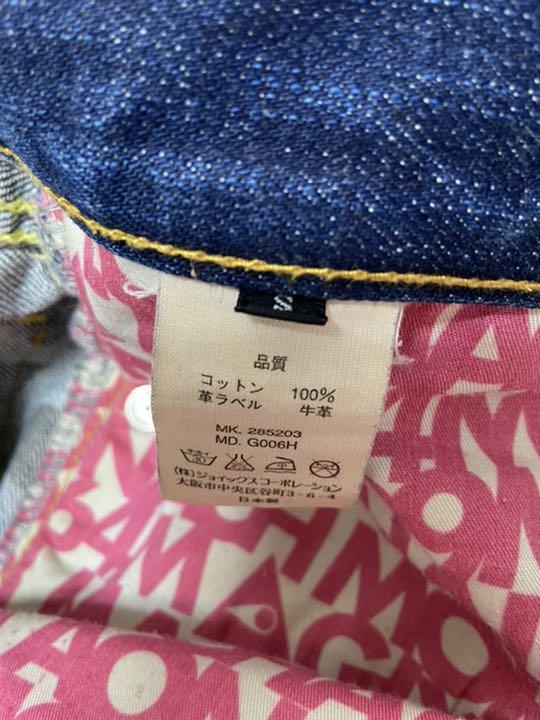 S
品質
コットン 100%
革ラベル 牛革
MK. 285203
MD. G006H
(株)ジョイックスコーポレーション
大阪市中央区谷町3-6-4
日本製